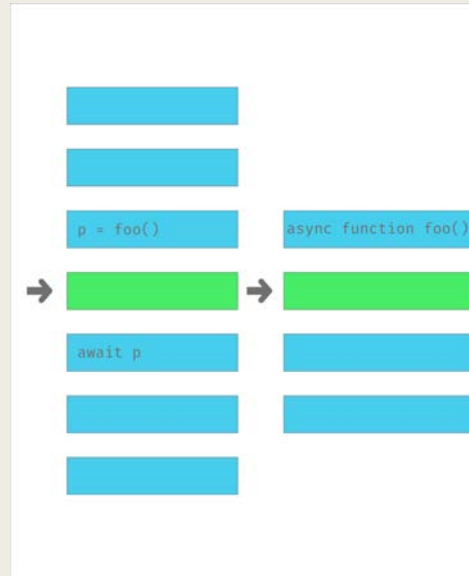 p = foo()
async function foo()
await p